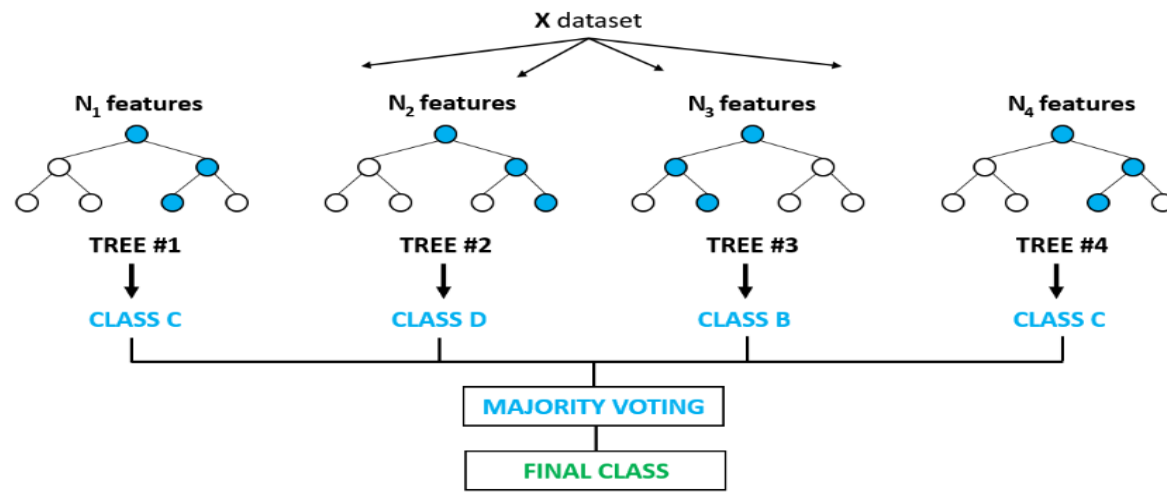 X dataset
N1 features N2 features N3 features N4 features
TREE #1 TREE #2 TREE #3 TREE #4
CLASS C CLASS D CLASS B CLASS C
MAJORITY VOTING
FINAL CLASS